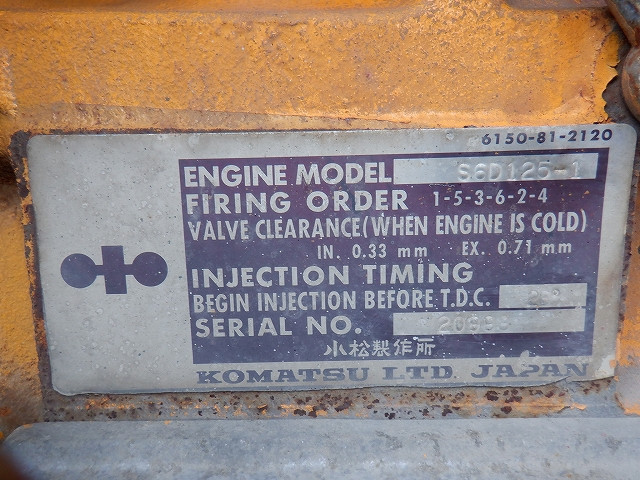 6150-81-2120
ENGINE MODEL S6D125-1
FIRING ORDER 1-5-3-6-2-4
VALVE CLEARANCE(WHEN ENGINE IS COLD)
IN. 0.33 mm EX. 0.71 mm
INJECTION TIMING
BEGIN INJECTION BEFORE T.D.C.
SERIAL NO.
小松製作所
KOMATSU LTD. JAPAN